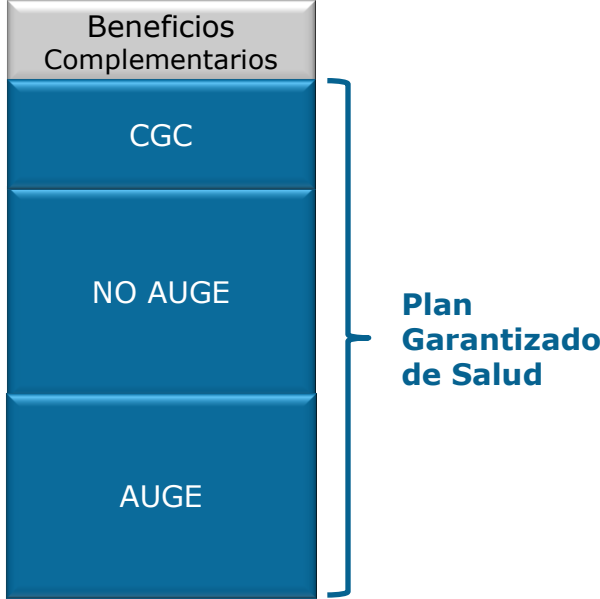 Beneficios
Complementarios
CGC
NO AUGE
AUGE
Plan
Garantizado
de Salud